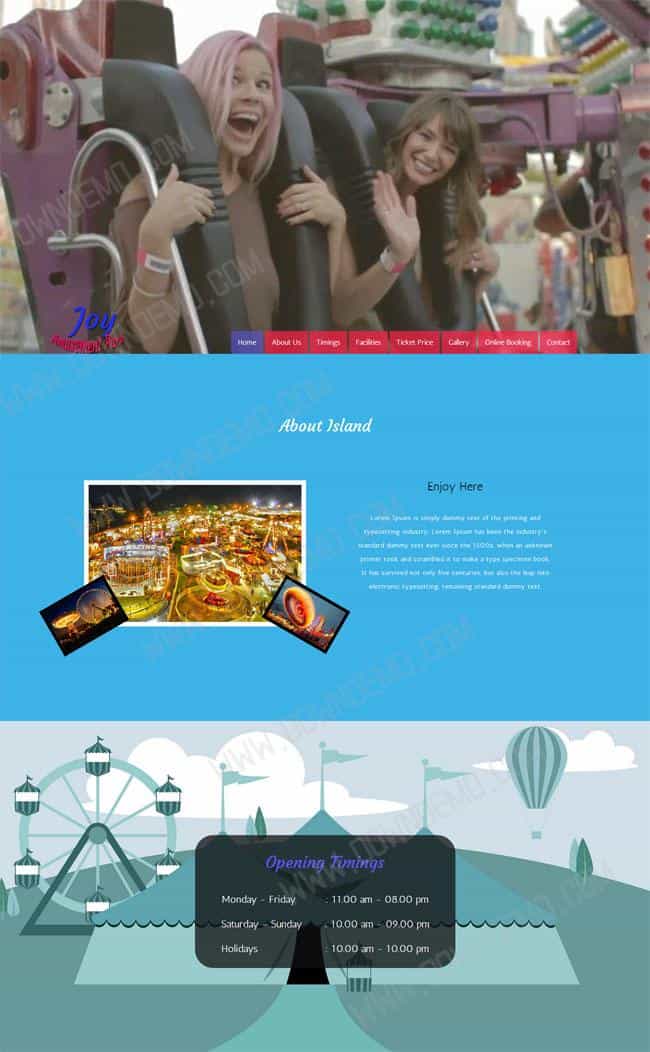 Joy
Amusement Park
Home
About Us
Timings
Facilities
Ticket Price
Gallery
Online Booking
Contact
About Island
Enjoy Here
Lorem Ipsum is simply dummy text of the printing and
typesetting industry. Lorem Ipsum has been the industry's
standard dummy text ever since the 1500s, when an unknown
printer took and scrambled it to make a type specimen book.
It has survived not only five centuries, but also the leap into
electronic typesetting, remaining standard dummy text.
Opening Timings
Monday - Friday : 11.00 am - 08.00 pm
Saturday - Sunday : 10.00 am - 09.00 pm
Holidays : 10.00 am - 10.00 pm
WWW.DOWNDEMO.COM